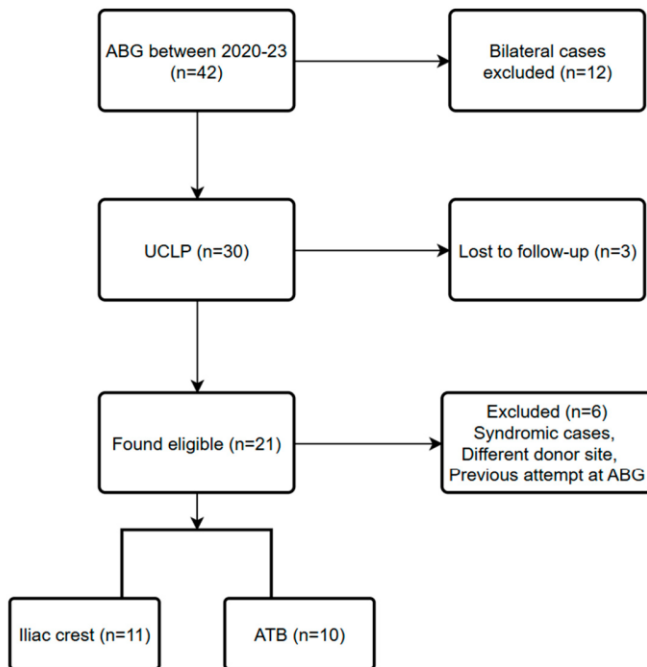 ABG between 2020-23
(n=42)
Bilateral cases
excluded (n=12)
UCLP (n=30)
Lost to follow-up (n=3)
Found eligible (n=21)
Excluded (n=6)
Syndromic cases,
Different donor site,
Previous attempt at ABG
Iliac crest (n=11)
ATB (n=10)